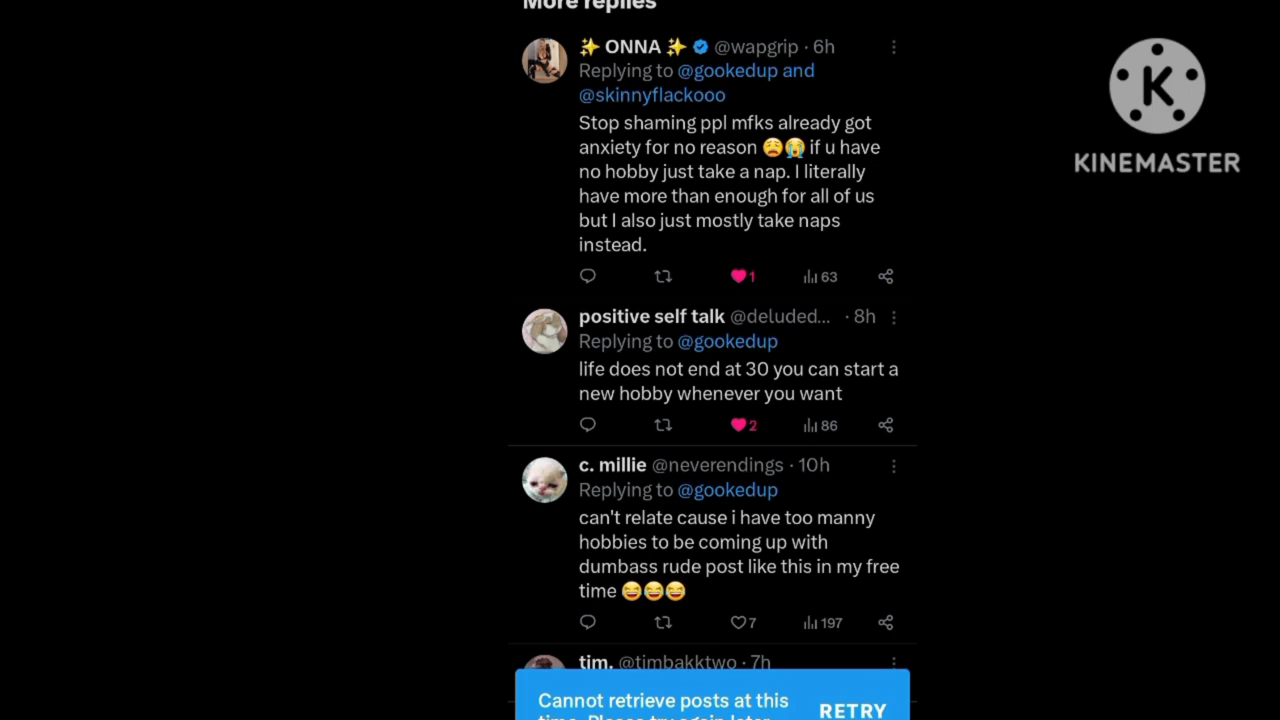 More replies
✨ ONNA ✨ @wapgrip · 6h
Replying to @gookedup and
@skinnyflackooo
Stop shaming ppl mfks already got
anxiety for no reason 😩😭 if u have
no hobby just take a nap. I literally
have more than enough for all of us
but I also just mostly take naps
instead.
1 63
positive self talk @deluded... · 8h
Replying to @gookedup
life does not end at 30 you can start a
new hobby whenever you want
2 86
c. millie @neverendings · 10h
Replying to @gookedup
can't relate cause i have too manny
hobbies to be coming up with
dumbass rude post like this in my free
time 😆😆😆
7 197
tim. @timbakktwo · 7h
Cannot retrieve posts at this
time. Please try again later.
RETRY
K
KINEMASTER